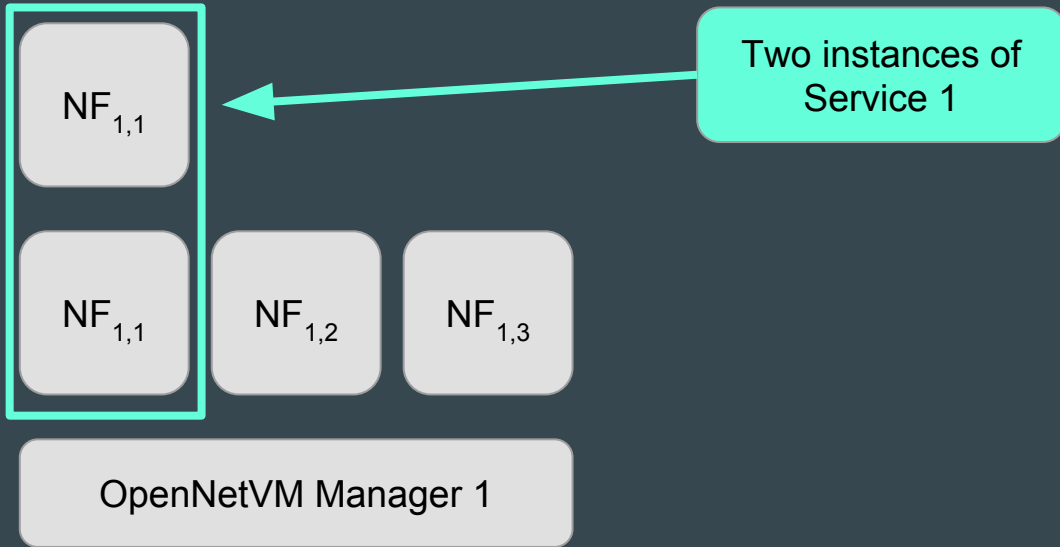 NF1,1
Two instances of
Service 1
NF1,1
NF1,2
NF1,3
OpenNetVM Manager 1